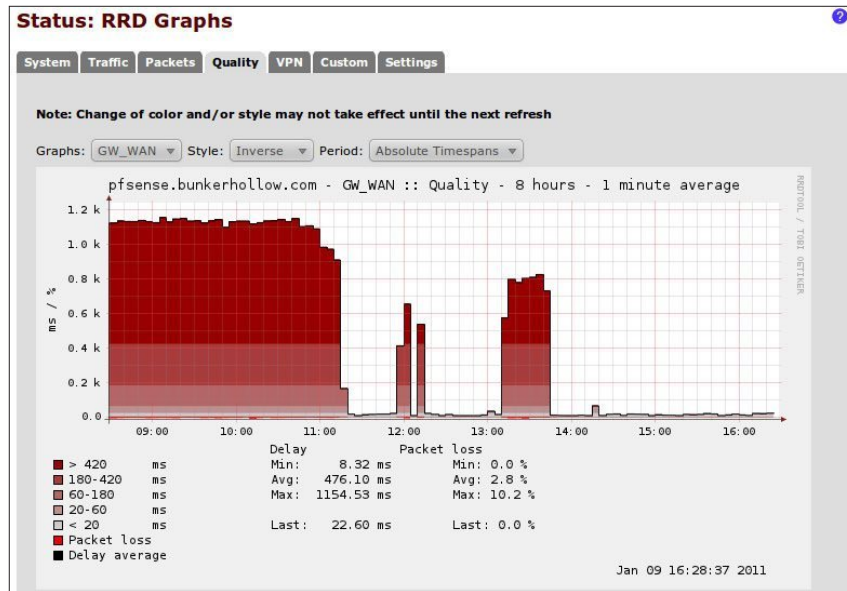 Status: RRD Graphs
?
System Traffic Packets Quality VPN Custom Settings
Note: Change of color and/or style may not take effect until the next refresh
Graphs: GW_WAN Style: Inverse Period: Absolute Timespans
pfsense.bunkerhollow.com - GW_WAN :: Quality - 8 hours - 1 minute average
RRDTOOL / TOBI OETIKER
ms / %
1.2 k
1.0 k
0.8 k
0.6 k
0.4 k
0.2 k
0.0
09:00 10:00 11:00 12:00 13:00 14:00 15:00 16:00
Delay Packet loss
> 420 ms Min: 8.32 ms Min: 0.0 %
180-420 ms Avg: 476.10 ms Avg: 2.8 %
60-180 ms Max: 1154.53 ms Max: 10.2 %
20-60 ms
< 20 ms Last: 22.60 ms Last: 0.0 %
Packet loss
Delay average
Jan 09 16:28:37 2011